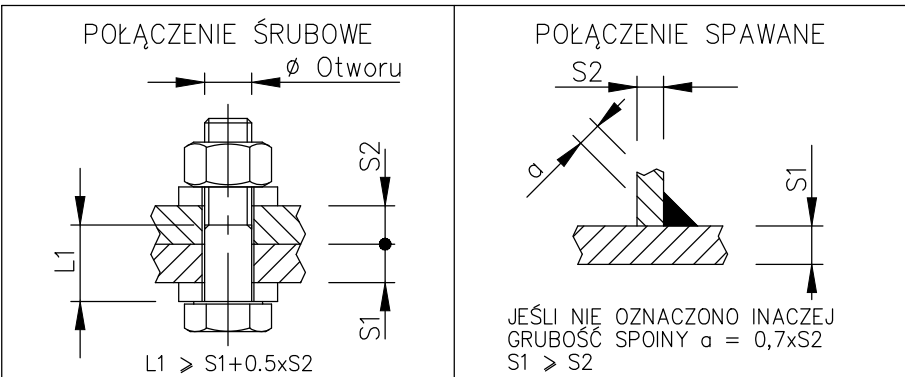 POŁĄCZENIE ŚRUBOWE
Ø Otworu
S2
L1
S1
L1 ⩾ S1+0.5xS2
POŁĄCZENIE SPAWANE
S2
a
S1
JEŚLI NIE OZNACZONO INACZEJ
GRUBOŚĆ SPOINY a = 0,7xS2
S1 ⩾ S2